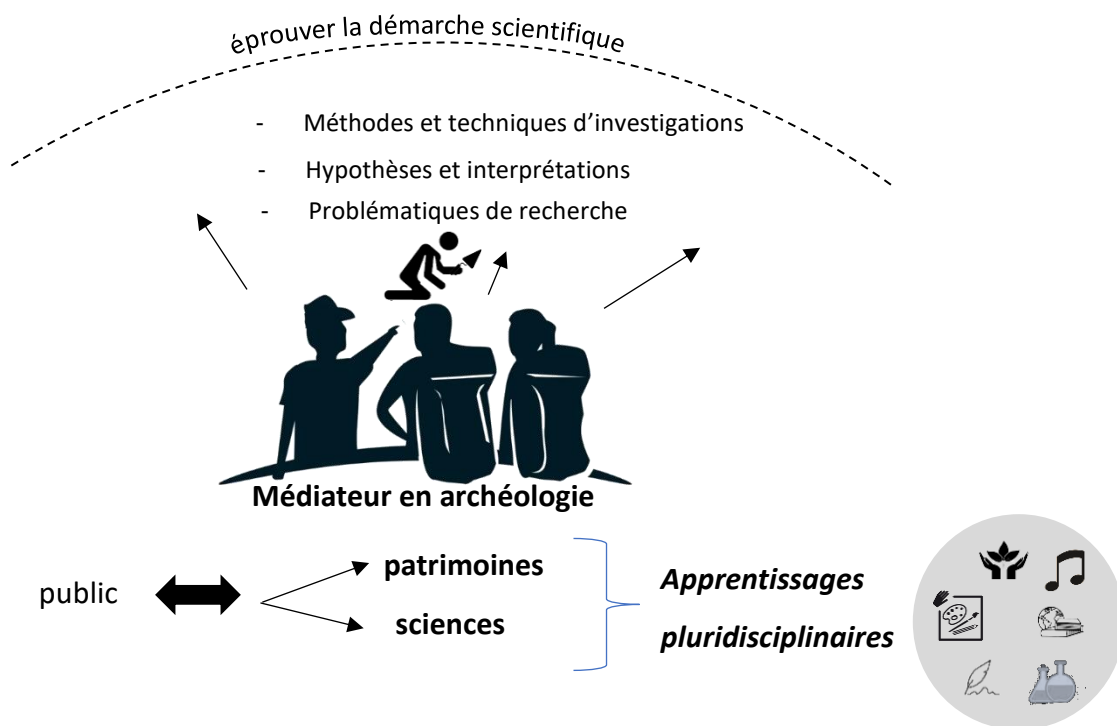 éprouver la démarche scientifique
- Méthodes et techniques d'investigations
- Hypothèses et interprétations
- Problématiques de recherche
Médiateur en archéologie
public
patrimoines
sciences
Apprentissages
pluridisciplinaires